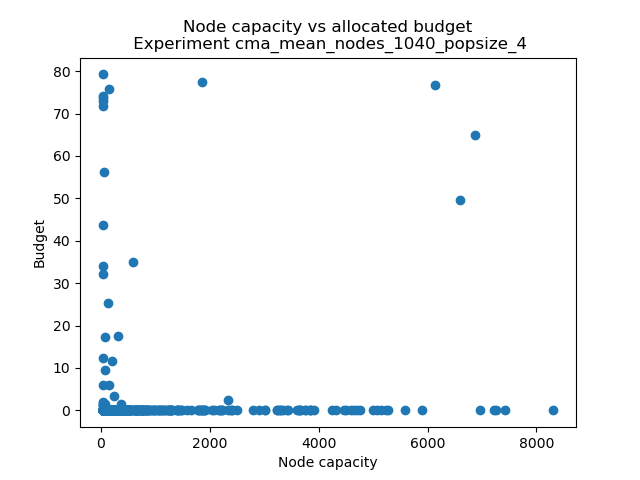 Node capacity vs allocated budget
Experiment cma_mean_nodes_1040_popsize_4
80
70
60
50
40
30
20
10
0
Budget
0 2000 4000 6000 8000
Node capacity